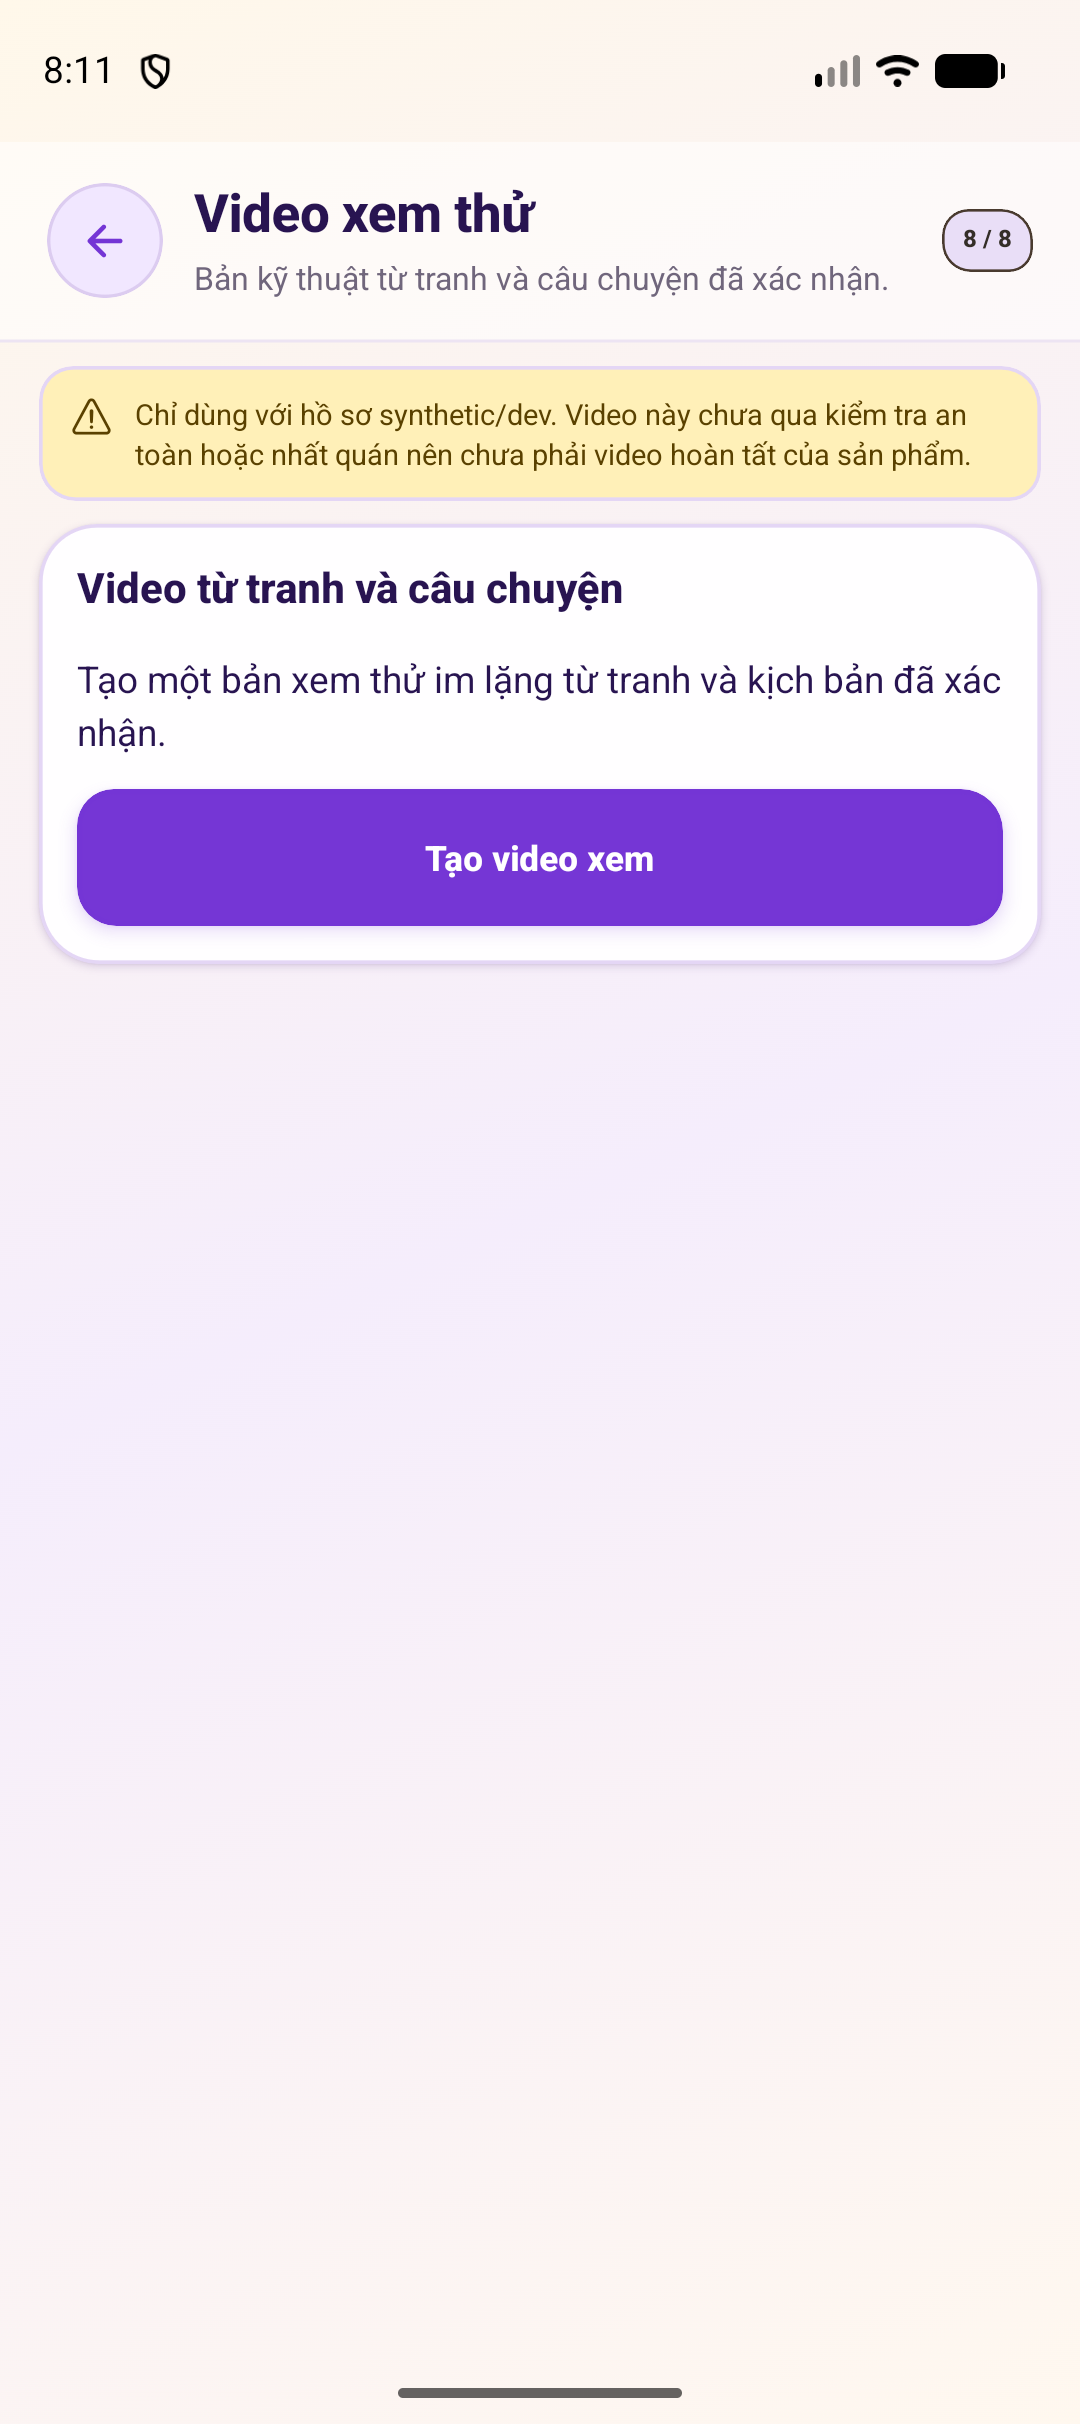 8:11
Video xem thử
Bản kỹ thuật từ tranh và câu chuyện đã xác nhận.
8 / 8
Chỉ dùng với hồ sơ synthetic/dev. Video này chưa qua kiểm tra an
toàn hoặc nhất quán nên chưa phải video hoàn tất của sản phẩm.
Video từ tranh và câu chuyện
Tạo một bản xem thử im lặng từ tranh và kịch bản đã xác
nhận.
Tạo video xem